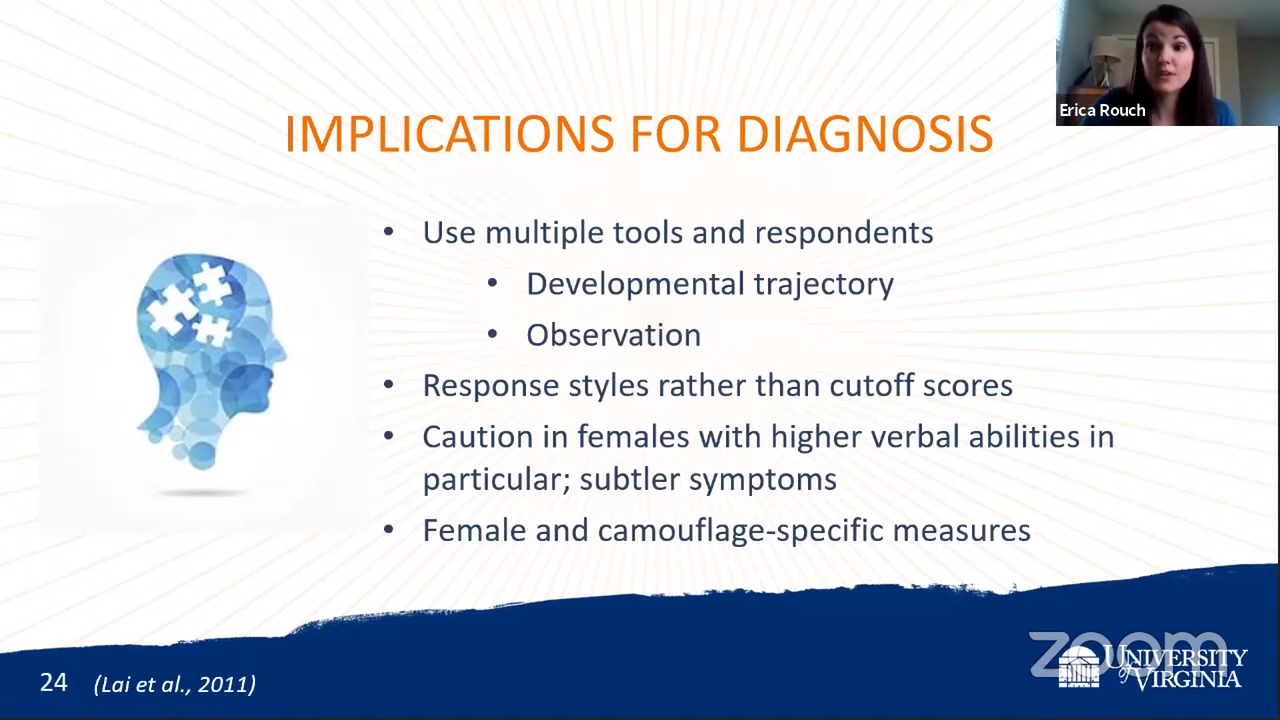 Erica Rouch
IMPLICATIONS FOR DIAGNOSIS
• Use multiple tools and respondents
• Developmental trajectory
• Observation
• Response styles rather than cutoff scores
• Caution in females with higher verbal abilities in
particular; subtler symptoms
• Female and camouflage-specific measures
24 (Lai et al., 2011)
zoom
UNIVERSITY
of VIRGINIA